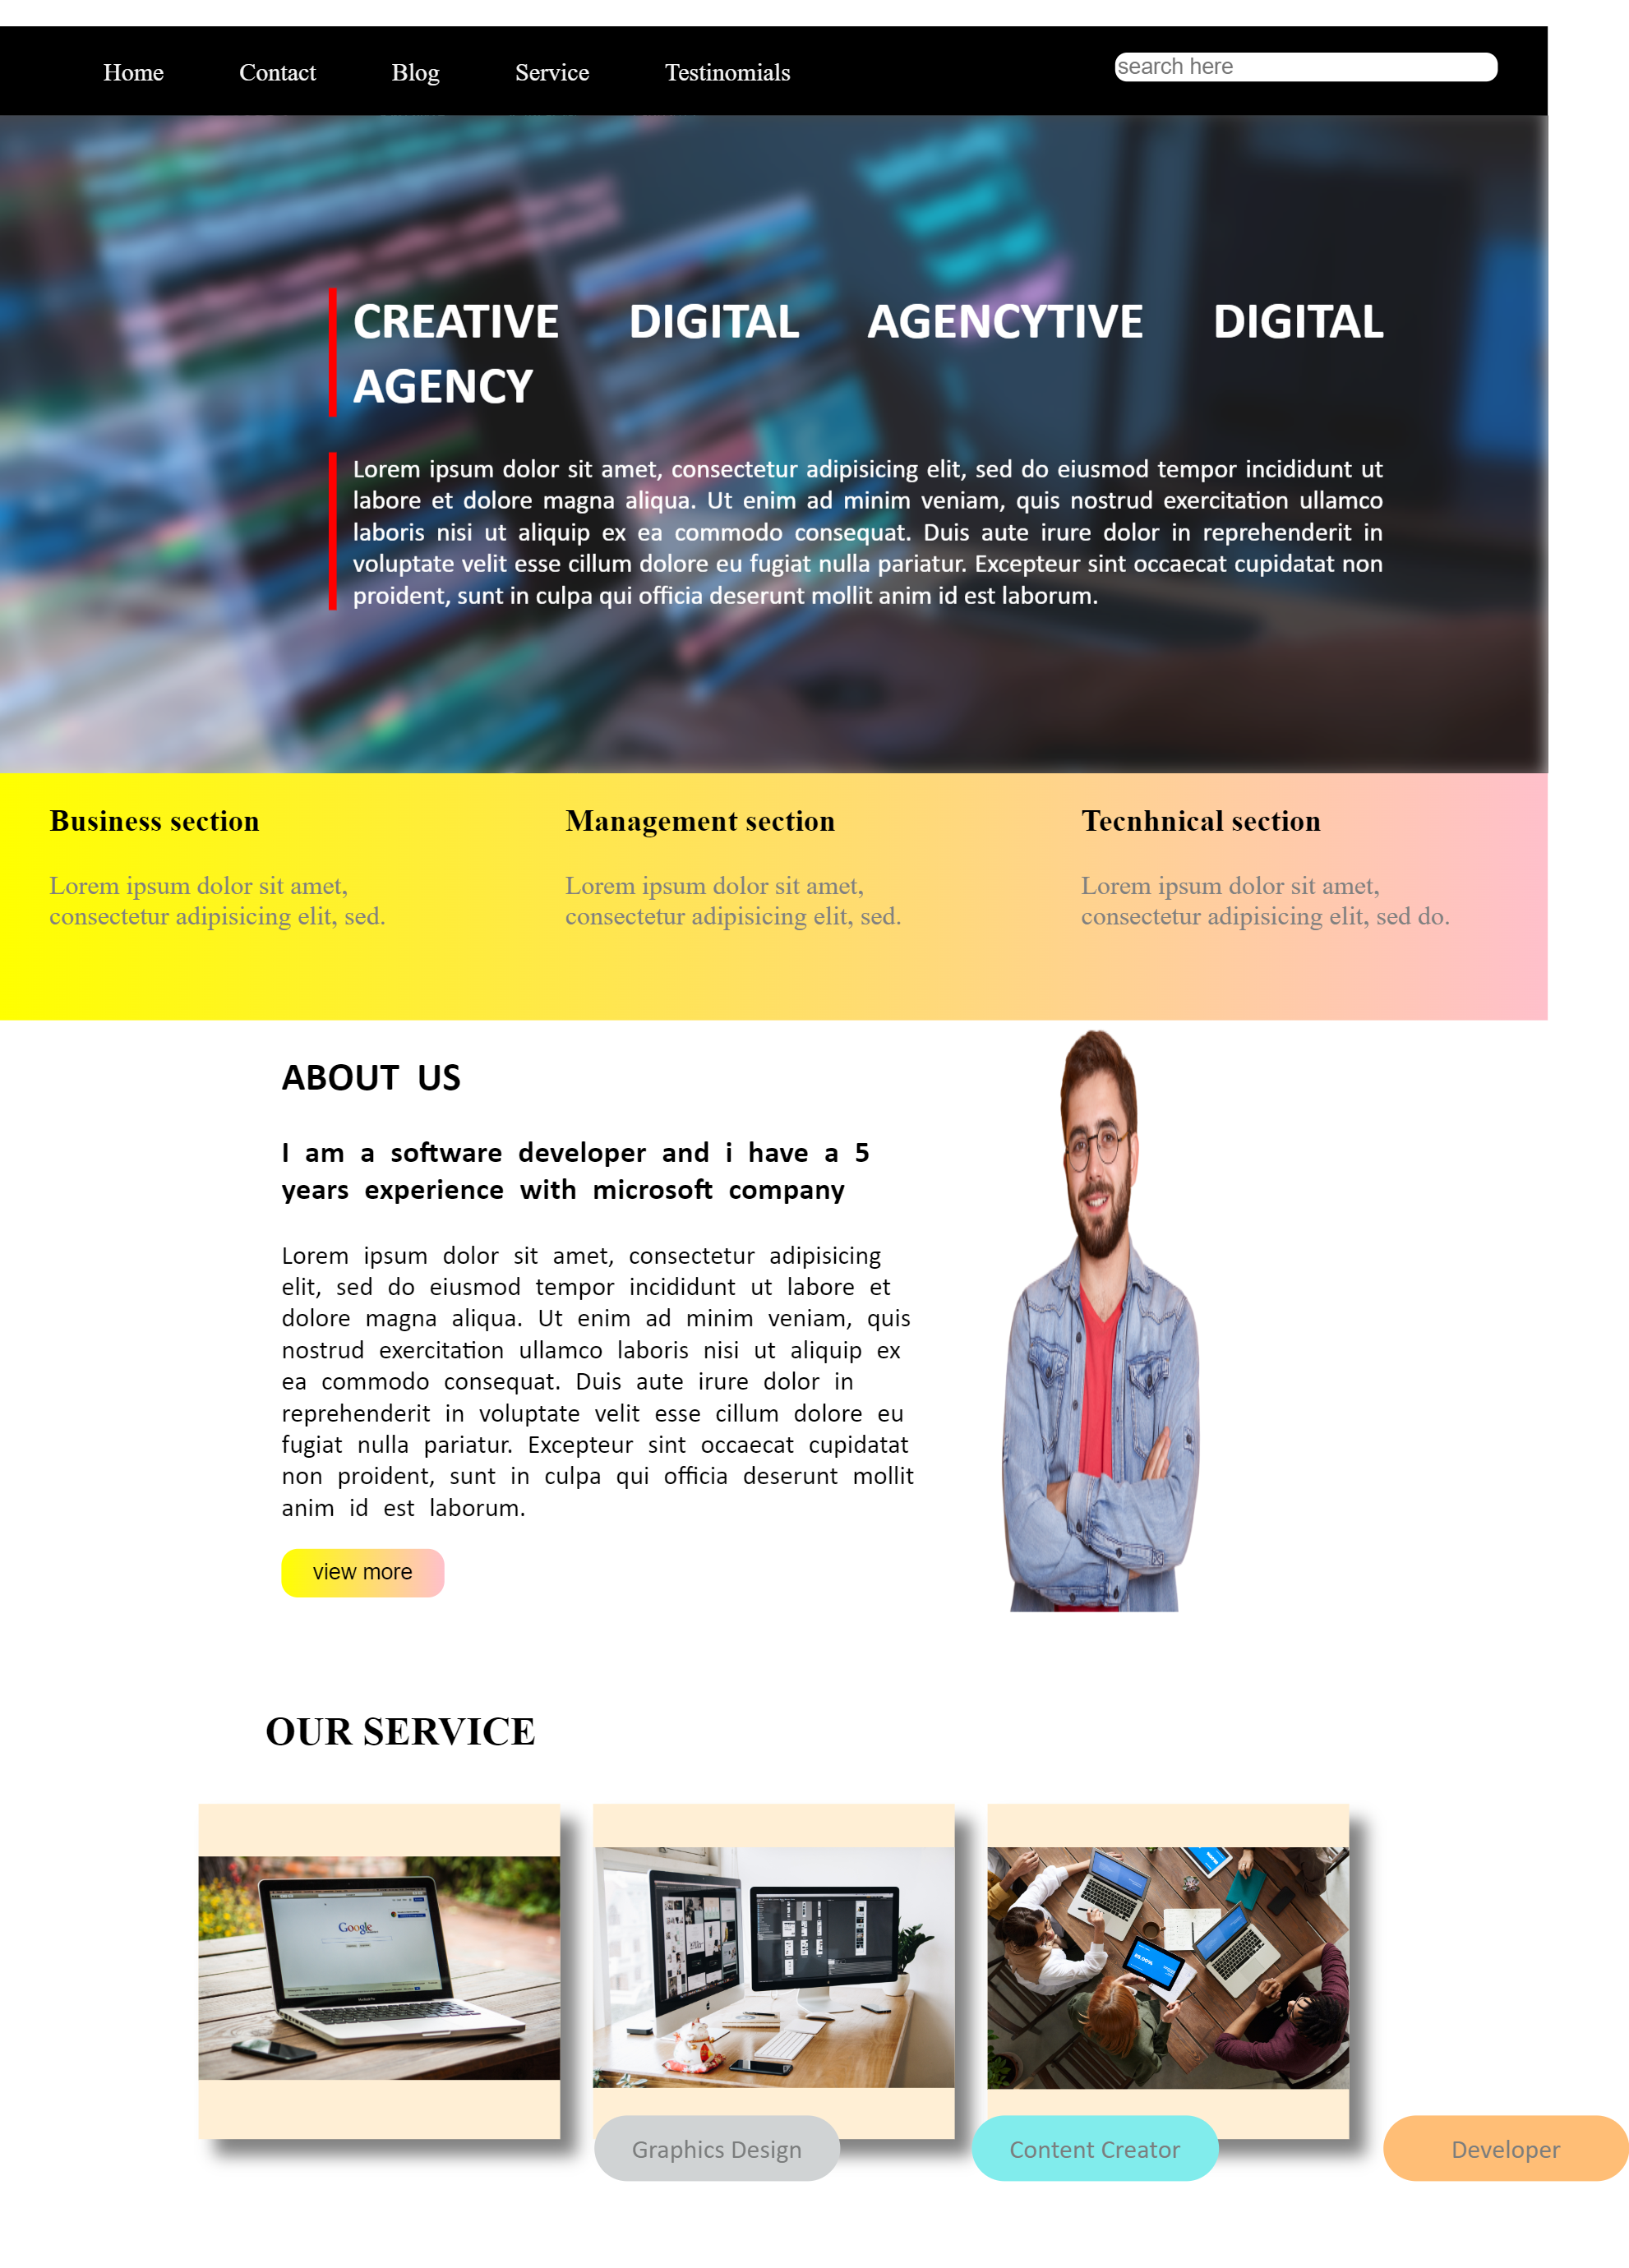 Home Contact Blog Service Testinomials search here
CREATIVE DIGITAL AGENCYTIVE DIGITAL
AGENCY
Lorem ipsum dolor sit amet, consectetur adipisicing elit, sed do eiusmod tempor incididunt ut
labore et dolore magna aliqua. Ut enim ad minim veniam, quis nostrud exercitation ullamco
laboris nisi ut aliquip ex ea commodo consequat. Duis aute irure dolor in reprehenderit in
voluptate velit esse cillum dolore eu fugiat nulla pariatur. Excepteur sint occaecat cupidatat non
proident, sunt in culpa qui officia deserunt mollit anim id est laborum.
Business section
Lorem ipsum dolor sit amet,
consectetur adipisicing elit, sed.
Management section
Lorem ipsum dolor sit amet,
consectetur adipisicing elit, sed.
Tecnhnical section
Lorem ipsum dolor sit amet,
consectetur adipisicing elit, sed do.
ABOUT US
I am a software developer and i have a 5
years experience with microsoft company
Lorem ipsum dolor sit amet, consectetur adipisicing
elit, sed do eiusmod tempor incididunt ut labore et
dolore magna aliqua. Ut enim ad minim veniam, quis
nostrud exercitation ullamco laboris nisi ut aliquip ex
ea commodo consequat. Duis aute irure dolor in
reprehenderit in voluptate velit esse cillum dolore eu
fugiat nulla pariatur. Excepteur sint occaecat cupidatat
non proident, sunt in culpa qui officia deserunt mollit
anim id est laborum.
view more
OUR SERVICE
Google
Graphics Design
Content Creator
Developer